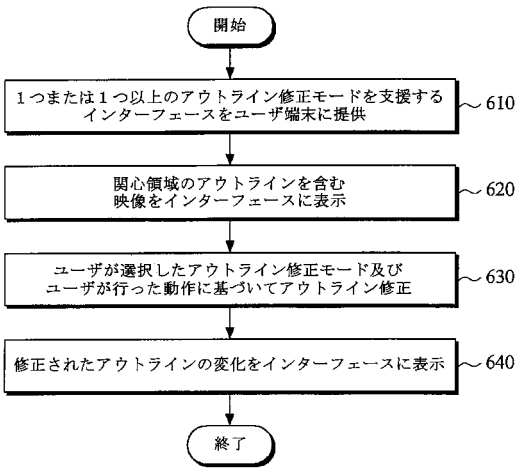 開始
１つまたは１つ以上のアウトライン修正モードを支援する
インターフェースをユーザ端末に提供
610
関心領域のアウトラインを含む
映像をインターフェースに表示
620
ユーザが選択したアウトライン修正モード及び
ユーザが行った動作に基づいてアウトライン修正
630
修正されたアウトラインの変化をインターフェースに表示
640
終了